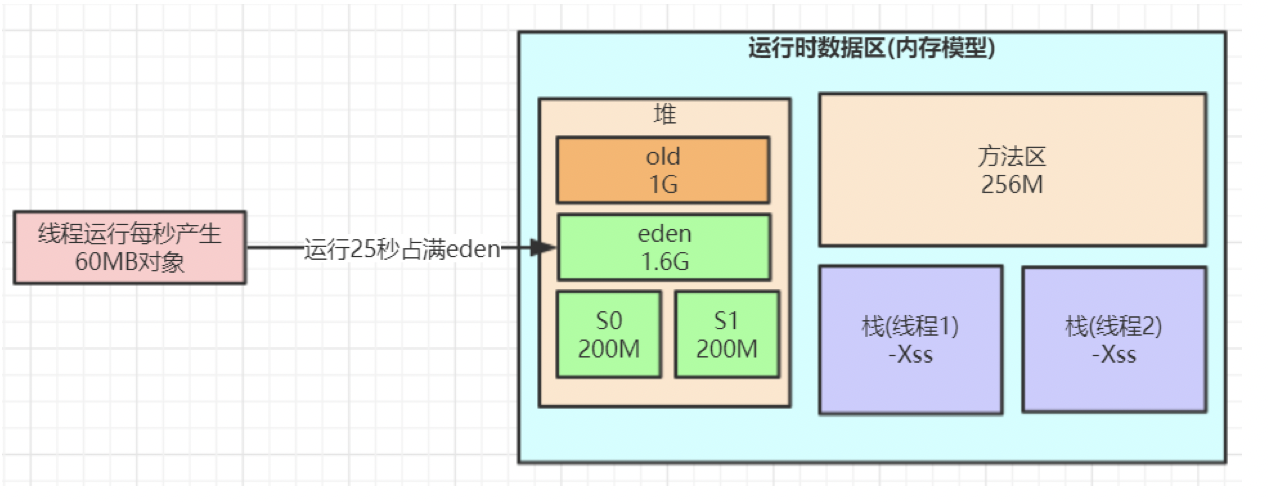 运行时数据区(内存模型)
堆
old
1G
eden
1.6G
S0
200M
S1
200M
方法区
256M
栈(线程1)
-Xss
栈(线程2)
-Xss
线程运行每秒产生
60MB对象
运行25秒占满eden